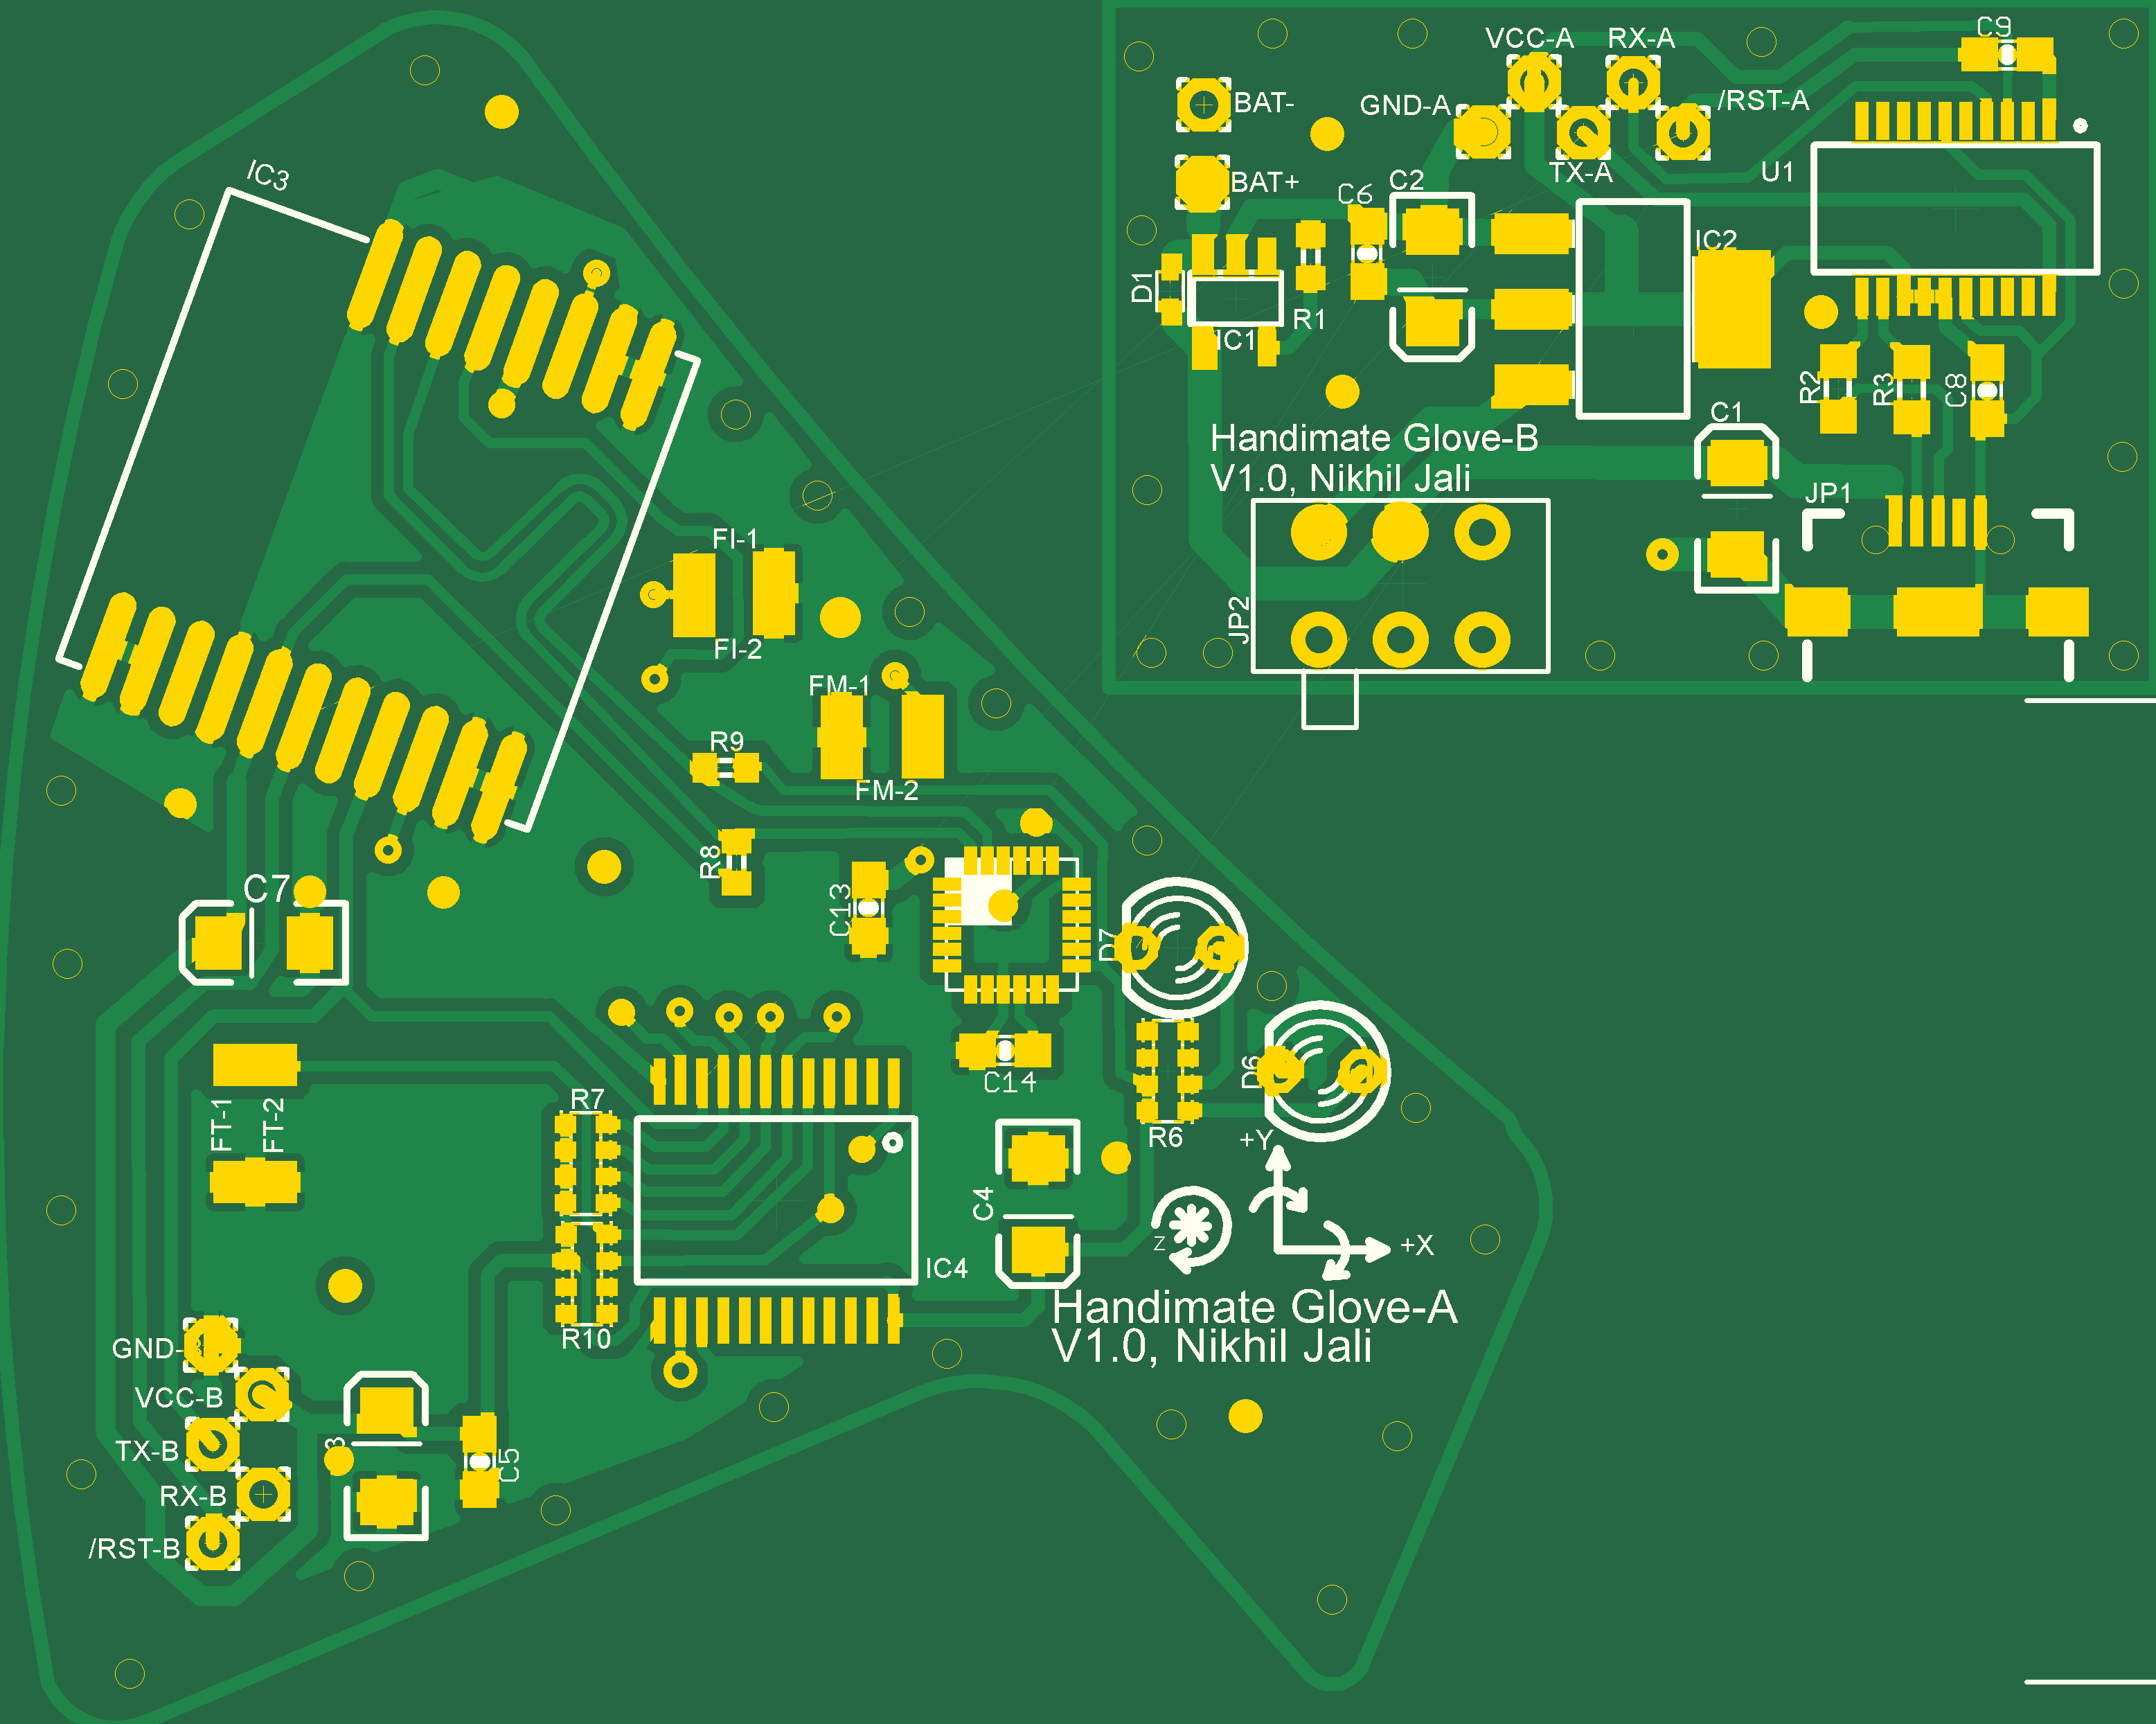 C9
VCC-A RX-A
BAT- GND-A /RST-A
TX-A U1
BAT+ C6 C2
IC3
IC2
D1 R1
IC1
R2 R3 C8
C1
Handimate Glove-B
V1.0, Nikhil Jali
JP1
JP2
FI-1
FI-2
FM-1
R9
FM-2
R8
C7
C13
D7
D6
C14
R7
FT-1 FT-2
R6
+Y
C4
Z
+X
IC4
Handimate Glove-A
V1.0, Nikhil Jali
R10
GND-
VCC-B
TX-B
C5
RX-B
/RST-B